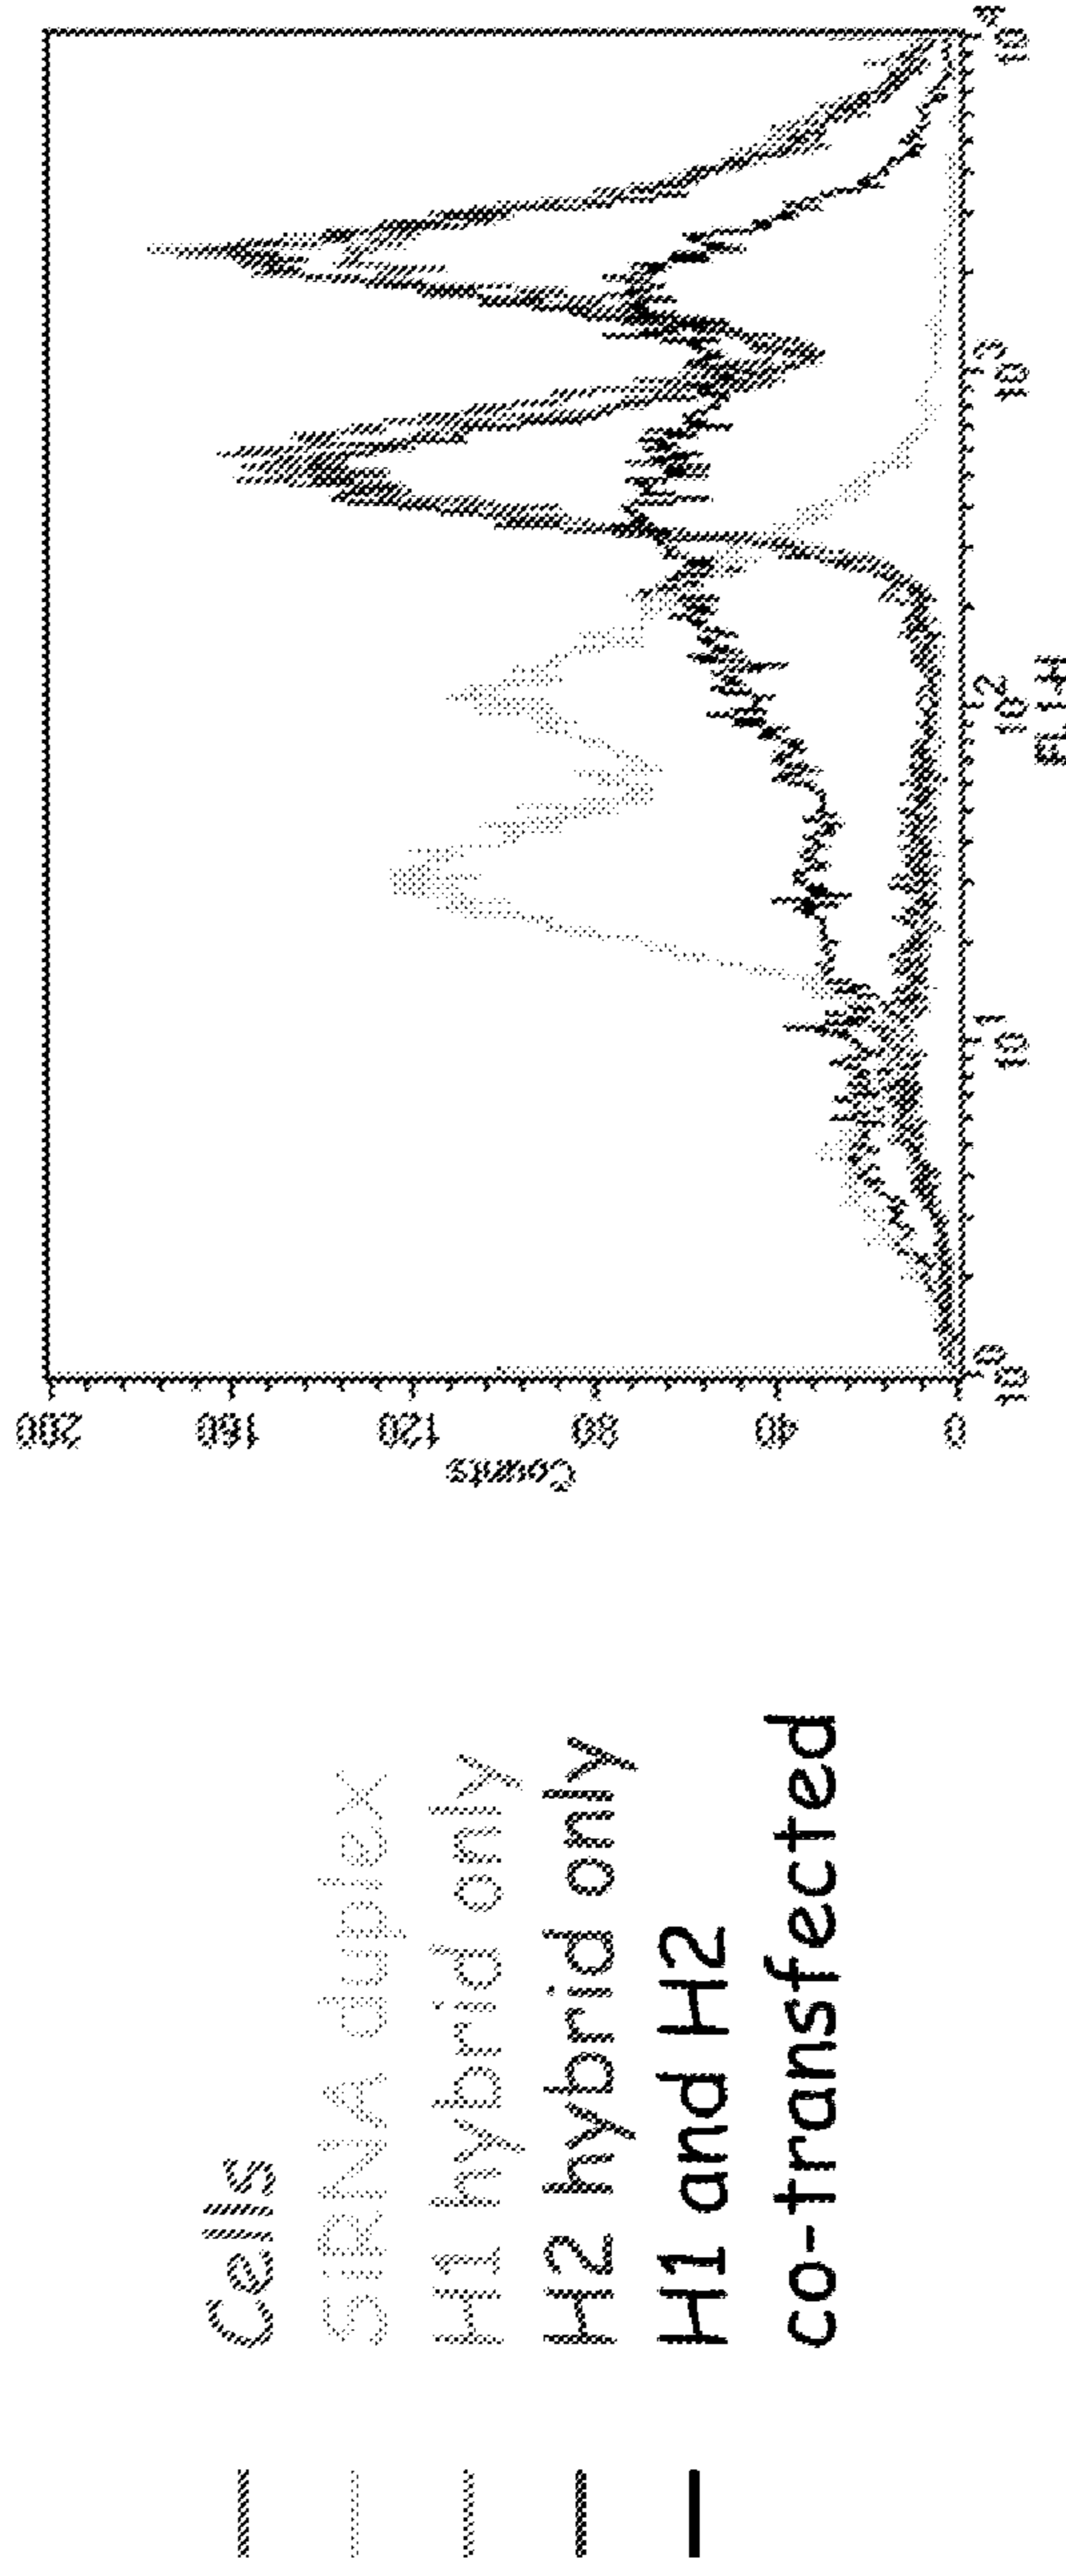 Cells
SiRNA duplex
H1 hybrid only
H2 hybrid only
H1 and H2
co-transfected
Counts
200
160
120
80
40
0
10^0
10^1
10^2
10^3
10^4
FL1-H